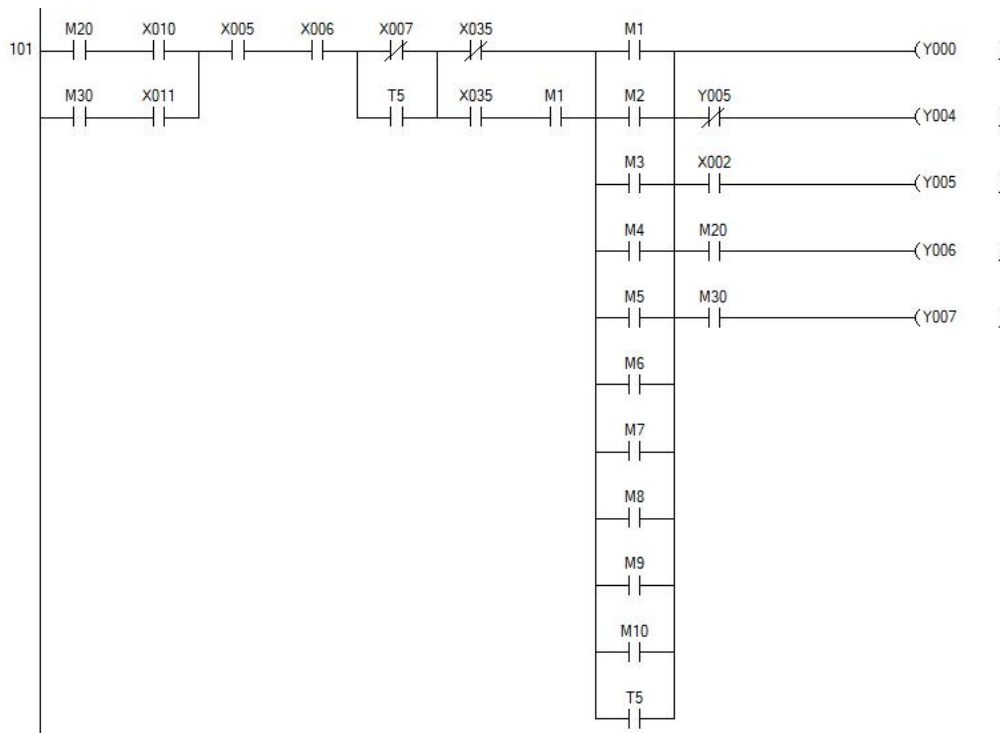 M20 X010 X005 X006 X007 X035 M1
101 (Y000
M30 X011 T5 X035 M1 M2 Y005
(Y004
M3 X002
(Y005
M4 M20
(Y006
M5 M30
(Y007
M6
M7
M8
M9
M10
T5